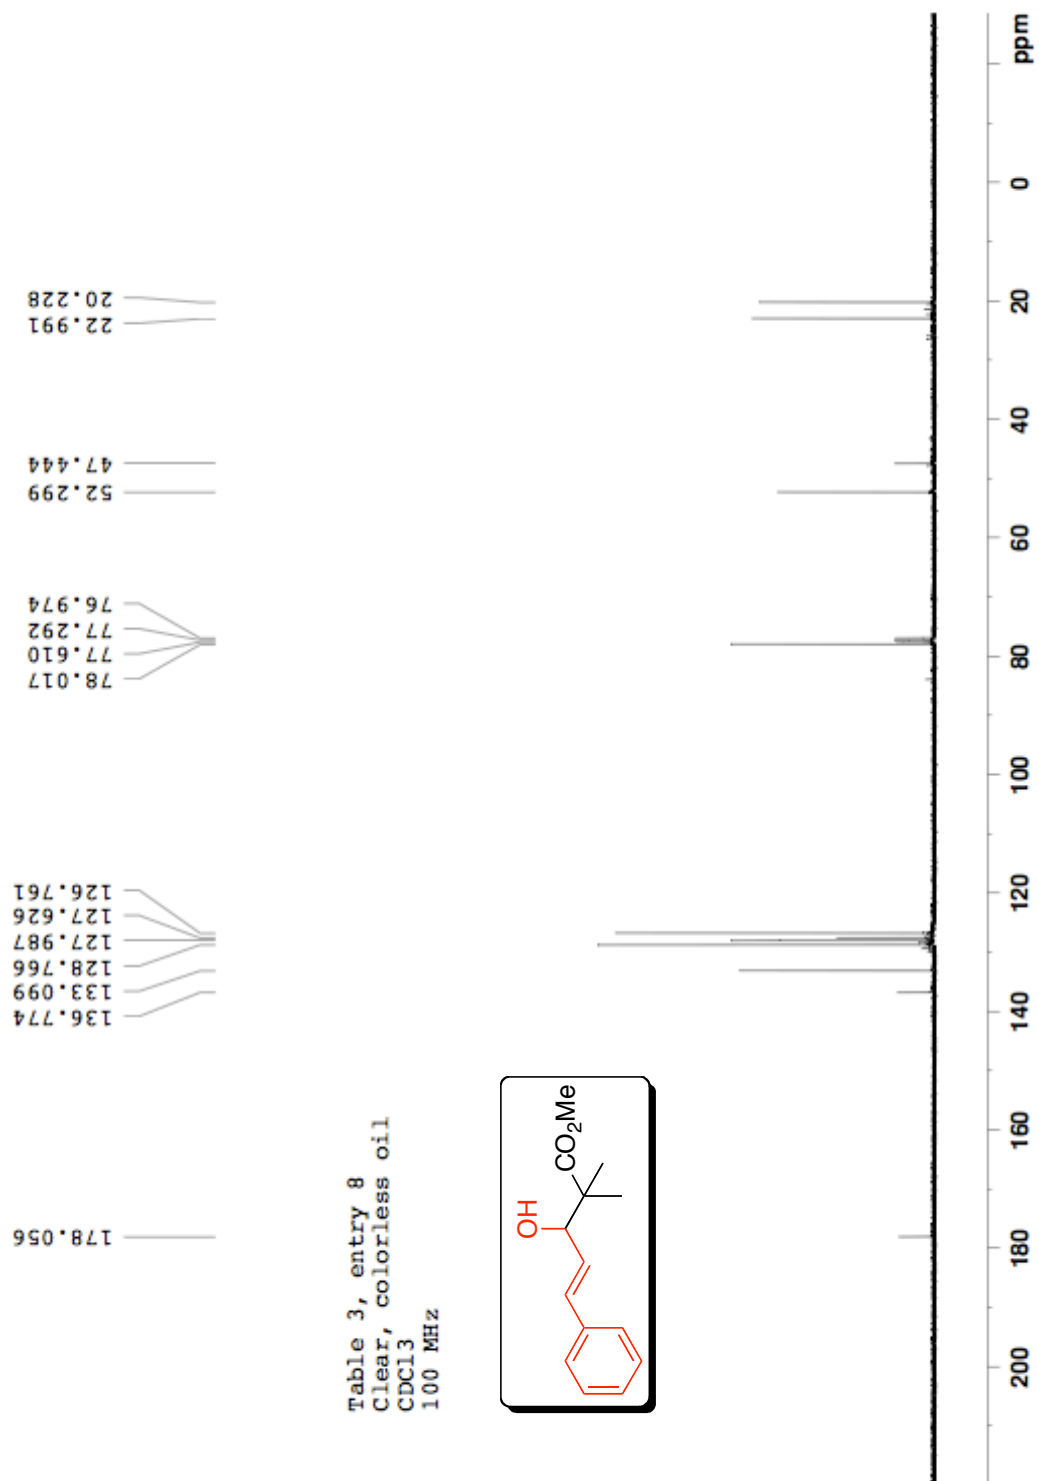 178.056
136.774
133.099
128.766
127.987
127.626
126.761
78.017
77.610
77.292
76.974
52.299
47.444
22.991
20.228
Table 3, entry 8
Clear, colorless oil
CDCl3
100 MHz
OH
CO2Me
200 180 160 140 120 100 80 60 40 20 0 ppm